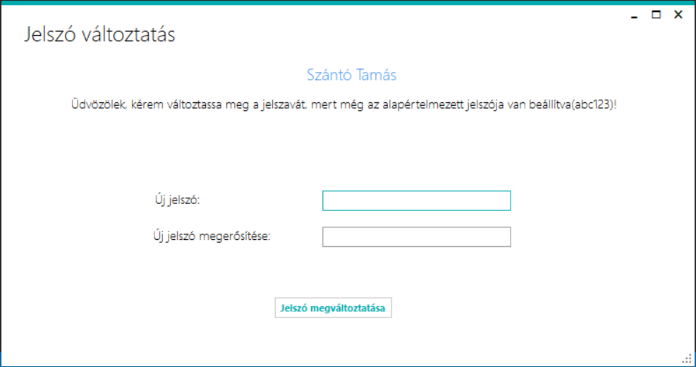 Jelszó változtatás
Szántó Tamás
Üdvözölek, kérem változtassa meg a jelszavát, mert még az alapértelmezett jelszója van beállítva(abc123)!
Új jelszó:
Új jelszó megerősítése:
Jelszó megváltoztatása